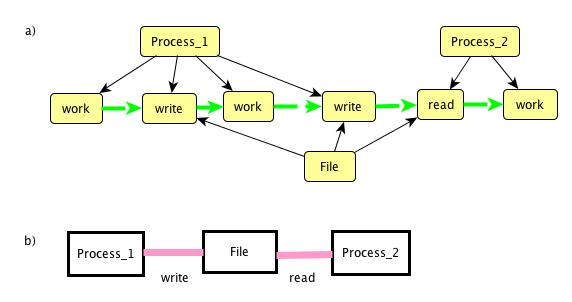 a)
Process_1 Process_2
work write work write read work
File
b)
Process_1 File Process_2
write read